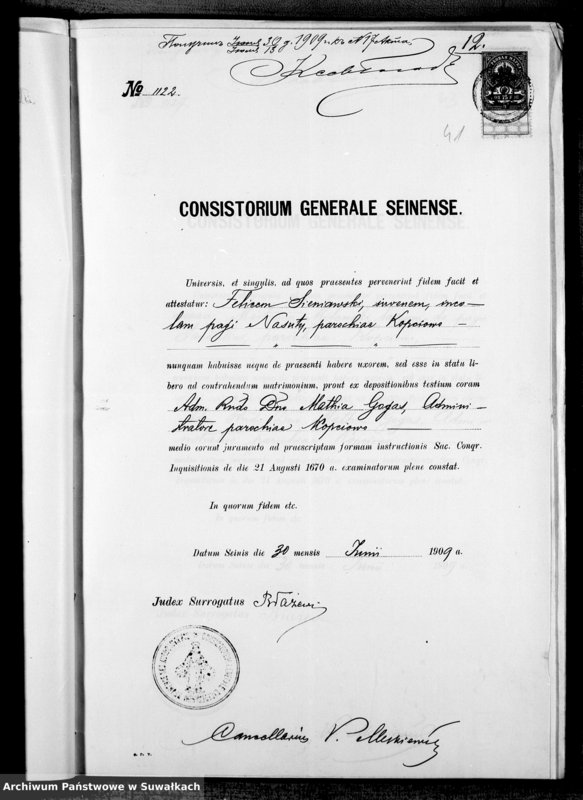 1909
12.
№ 1122.
41
CONSISTORIUM GENERALE SEINENSE.
Universis, et singulis, ad quos praesentes pervenerint fidem facit et
attestatur: Felicem Sieniawski, iuvenem, inco-
lam pagi Nasuty, parochiae Kopciowo –
nunquam habuisse neque de praesenti habere uxorem, sed esse in statu li-
bero ad contrahendum matrimonium, prout ex depositionibus testium coram
Adm. Rndo Dno Mathia Gogas, Admini-
stratore parochiae Kopciowo
medio eorum juramento ad praescriptam formam instructionis Sac. Congr.
Inquisitionis de die 21 Augusti 1670 a. examinatorum plene constat.
In quorum fidem etc.
Datum Seinis die 30 mensis Junii 1909 a.
Judex Surrogatus
Cancellarius
Archiwum Państwowe w Suwałkach